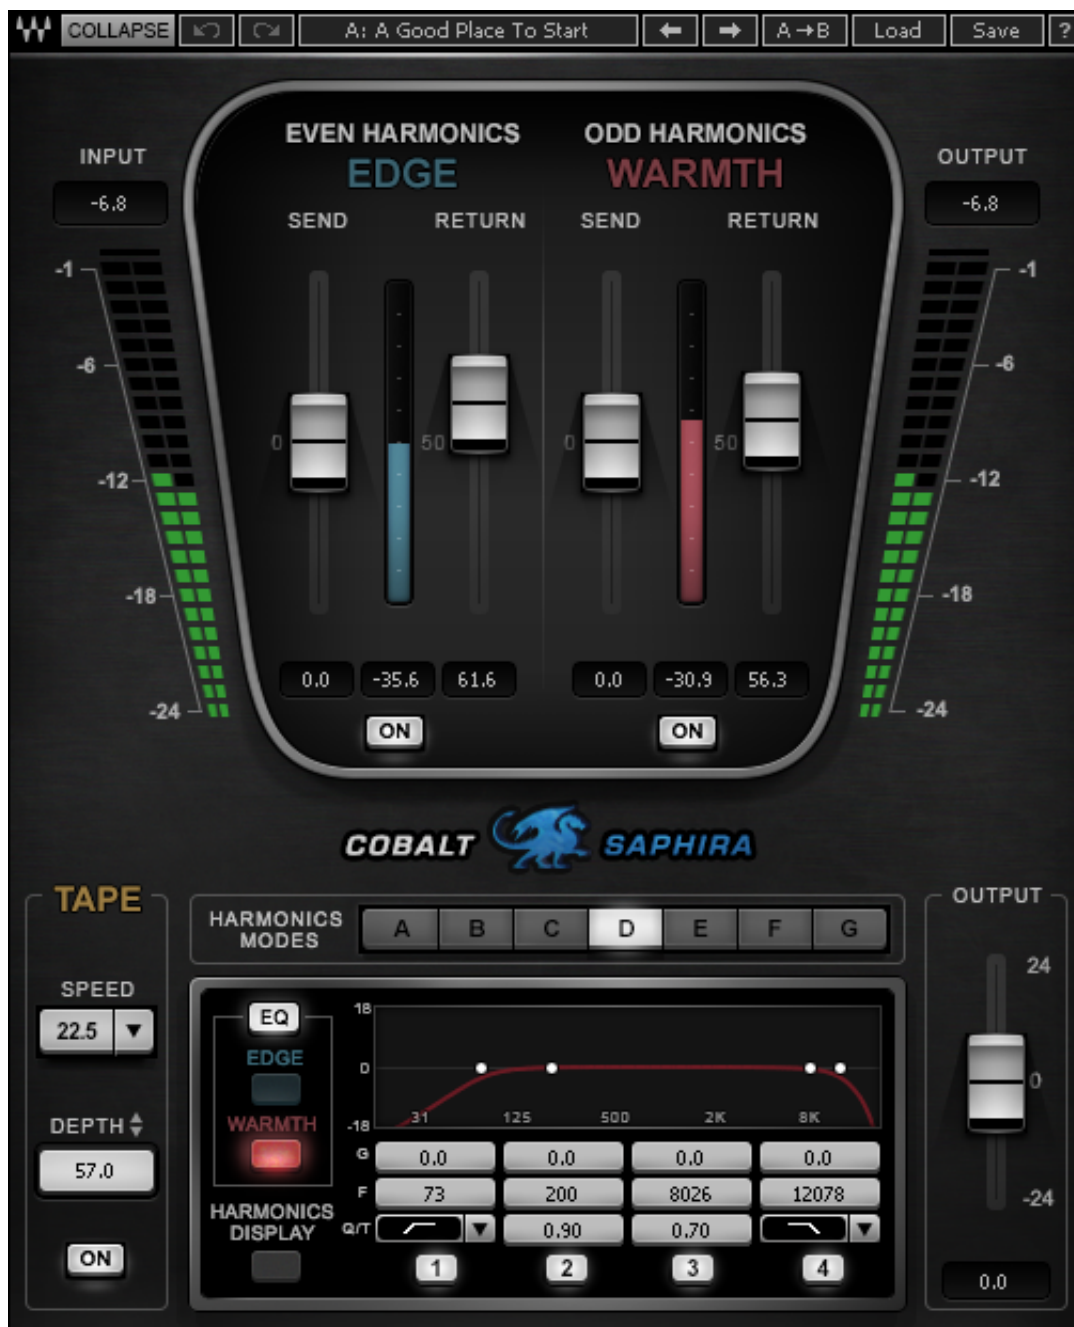 COLLAPSE A: A Good Place To Start A→B Load Save ?
EVEN HARMONICS ODD HARMONICS
EDGE WARMTH
INPUT OUTPUT
-6.8 -6.8
SEND RETURN SEND RETURN
-1 -1
-6 -6
0 50 0 50
-12 -12
-18 -18
-24 -24
0.0 -35.6 61.6 0.0 -30.9 56.3
ON ON
COBALT SAPHIRA
TAPE
SPEED
22.5
DEPTH
57.0
ON
HARMONICS
MODES
A B C D E F G
EQ
EDGE
WARMTH
HARMONICS
DISPLAY
18
0
-18
31 125 500 2K 8K
G 0.0 0.0 0.0 0.0
F 73 200 8026 12078
Q/T 0.90 0.70
1 2 3 4
OUTPUT
24
0
-24
0.0